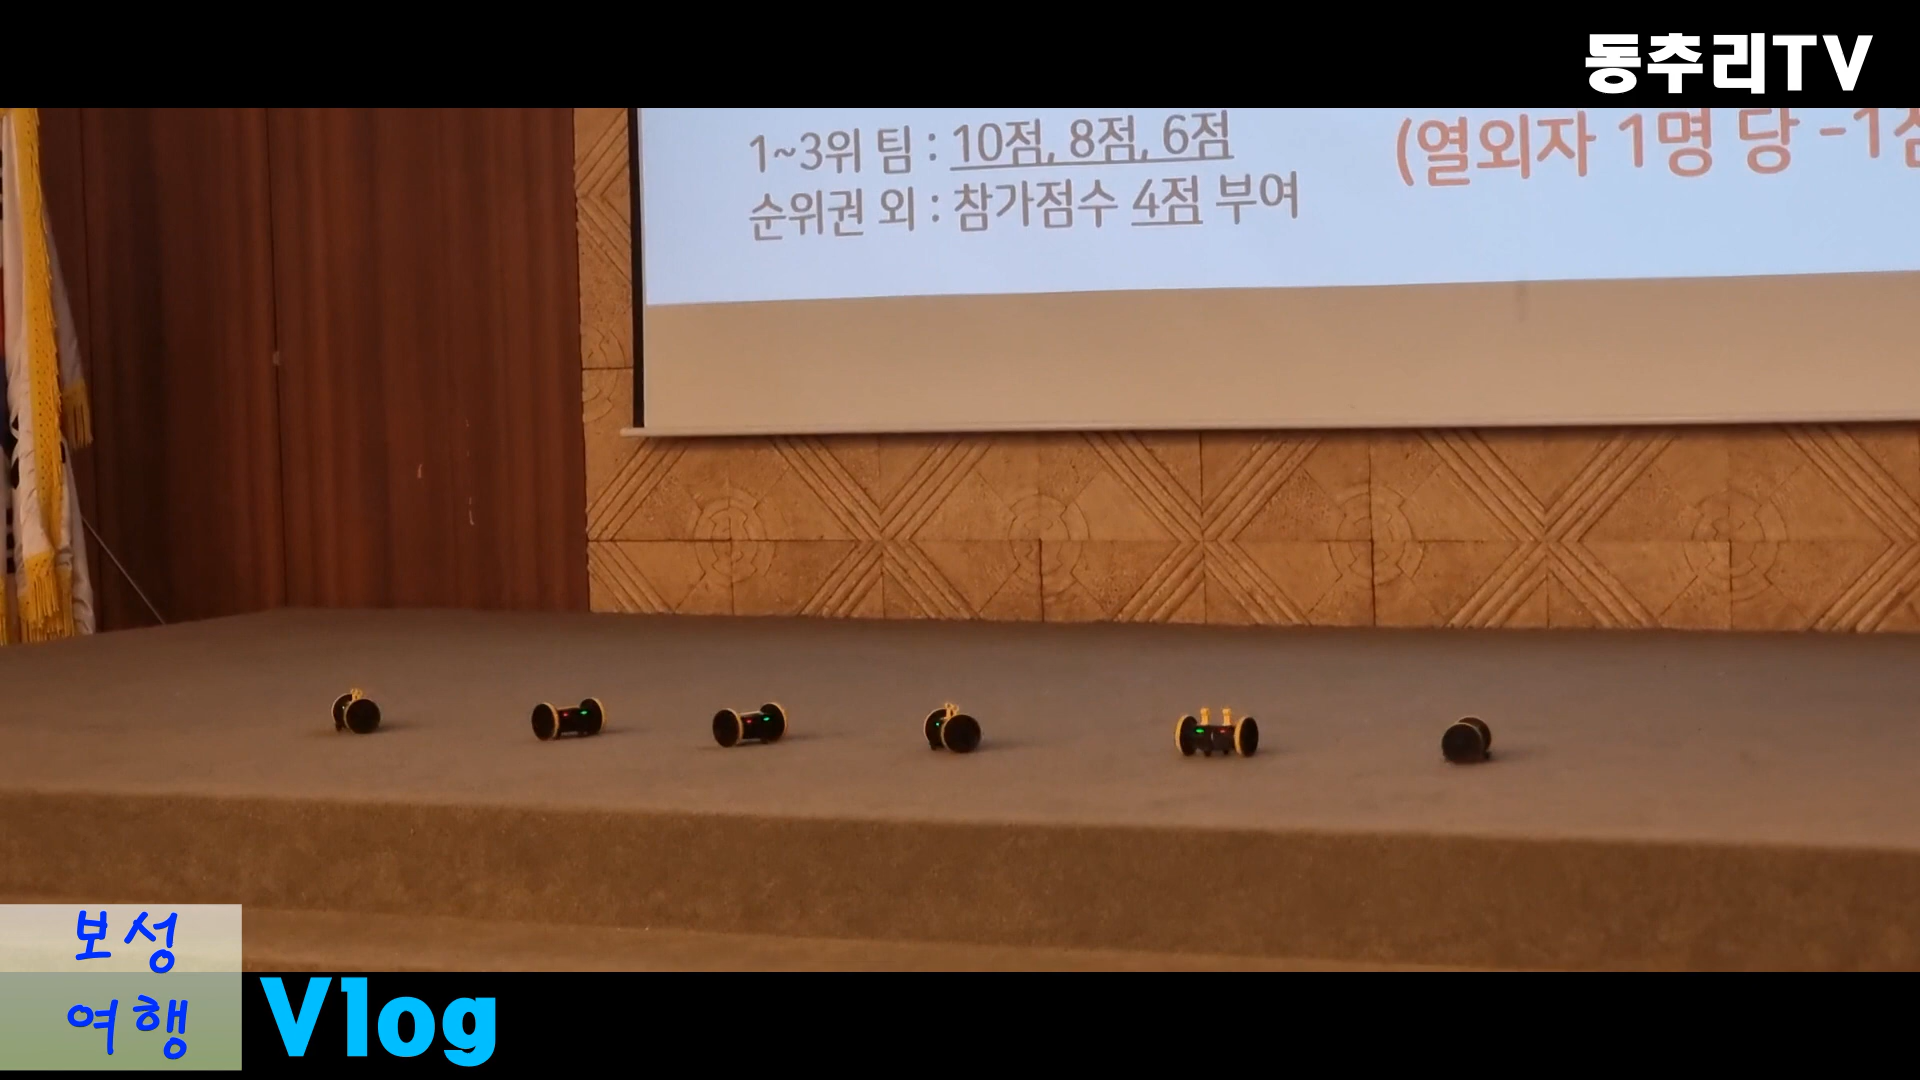 동추리TV
1~3위 팀 : 10점, 8점, 6점
순위권 외 : 참가점수 4점 부여
(열외자 1명 당 -1점
보성
여행
Vlog